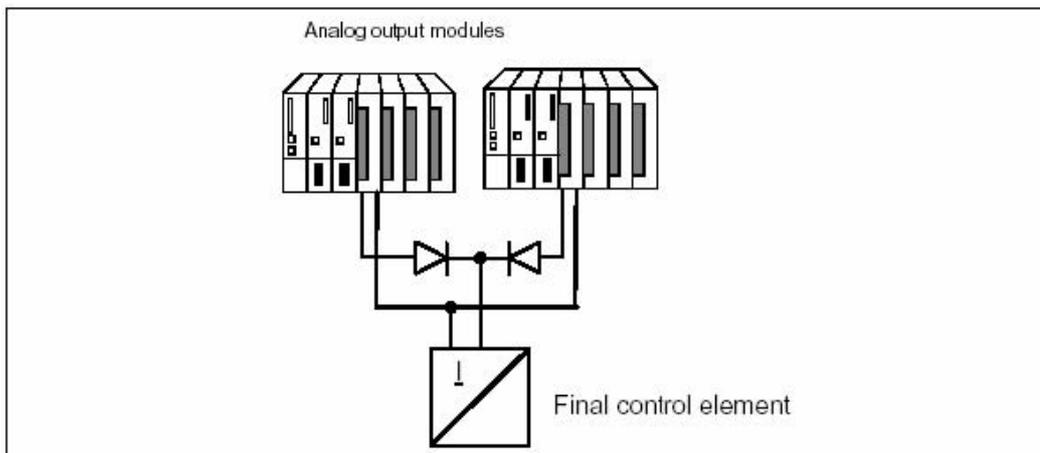 Analog output modules
I
Final control element